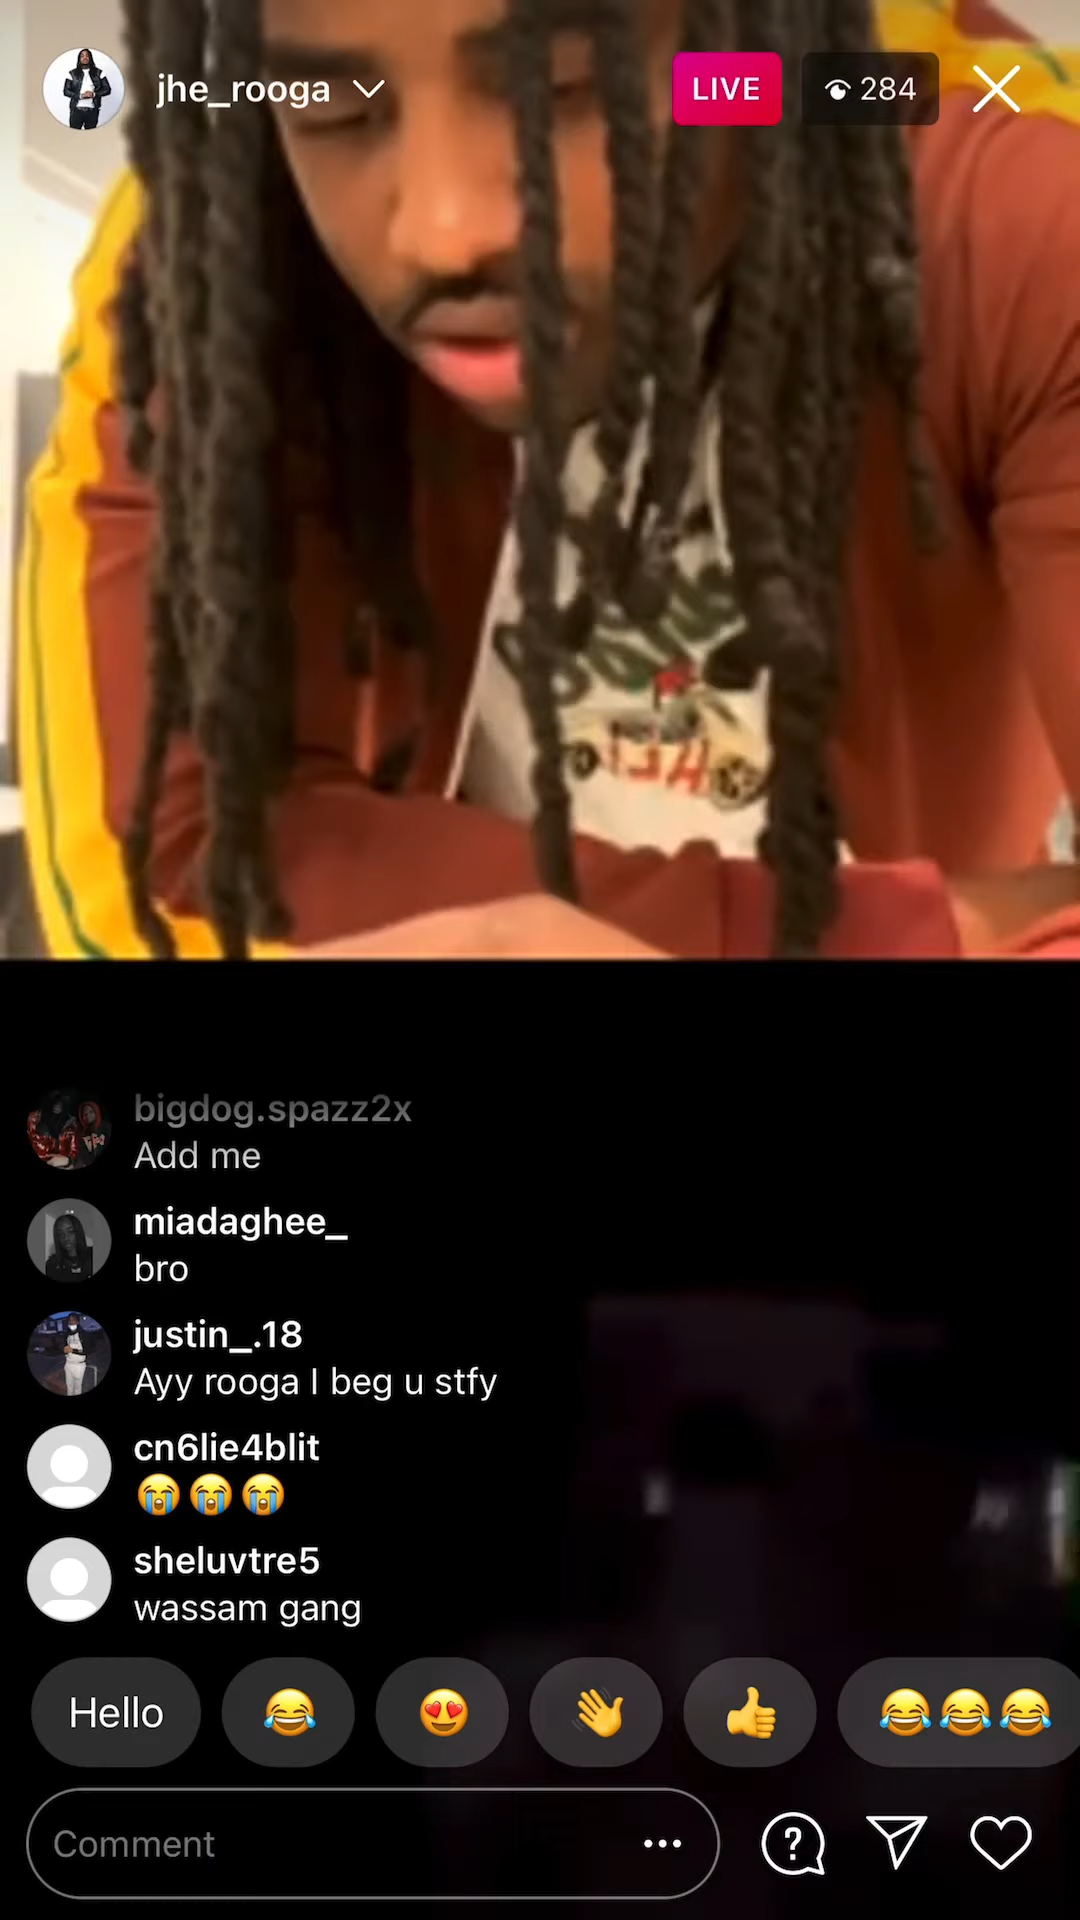 jhe_rooga
LIVE
284
bigdog.spazz2x
Add me
miadaghee_
bro
justin_.18
Ayy rooga I beg u stfy
cn6lie4blit
😭😭😭
sheluvtre5
wassam gang
Hello
😂
😍
👋
👍
😂😂😂
Comment